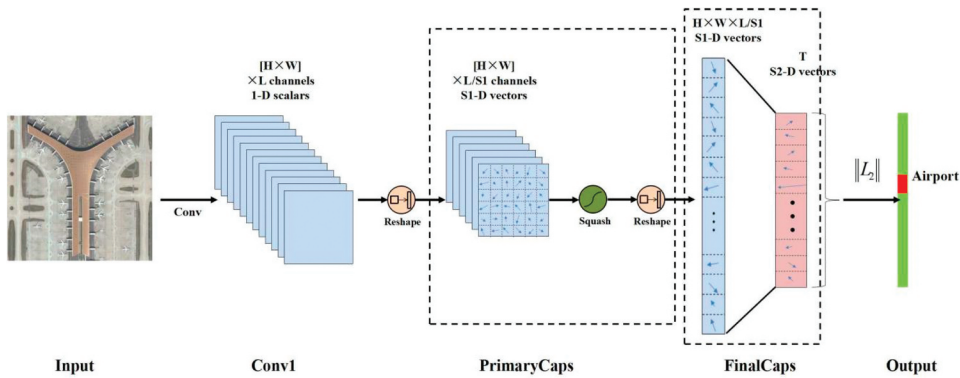 [H×W]
×L channels
1-D scalars
Conv
Reshape
[H×W]
×L/S1 channels
S1-D vectors
Squash
Reshape
H×W×L/S1
S1-D vectors
T
S2-D vectors
‖L₂‖
Airport
Input
Conv1
PrimaryCaps
FinalCaps
Output